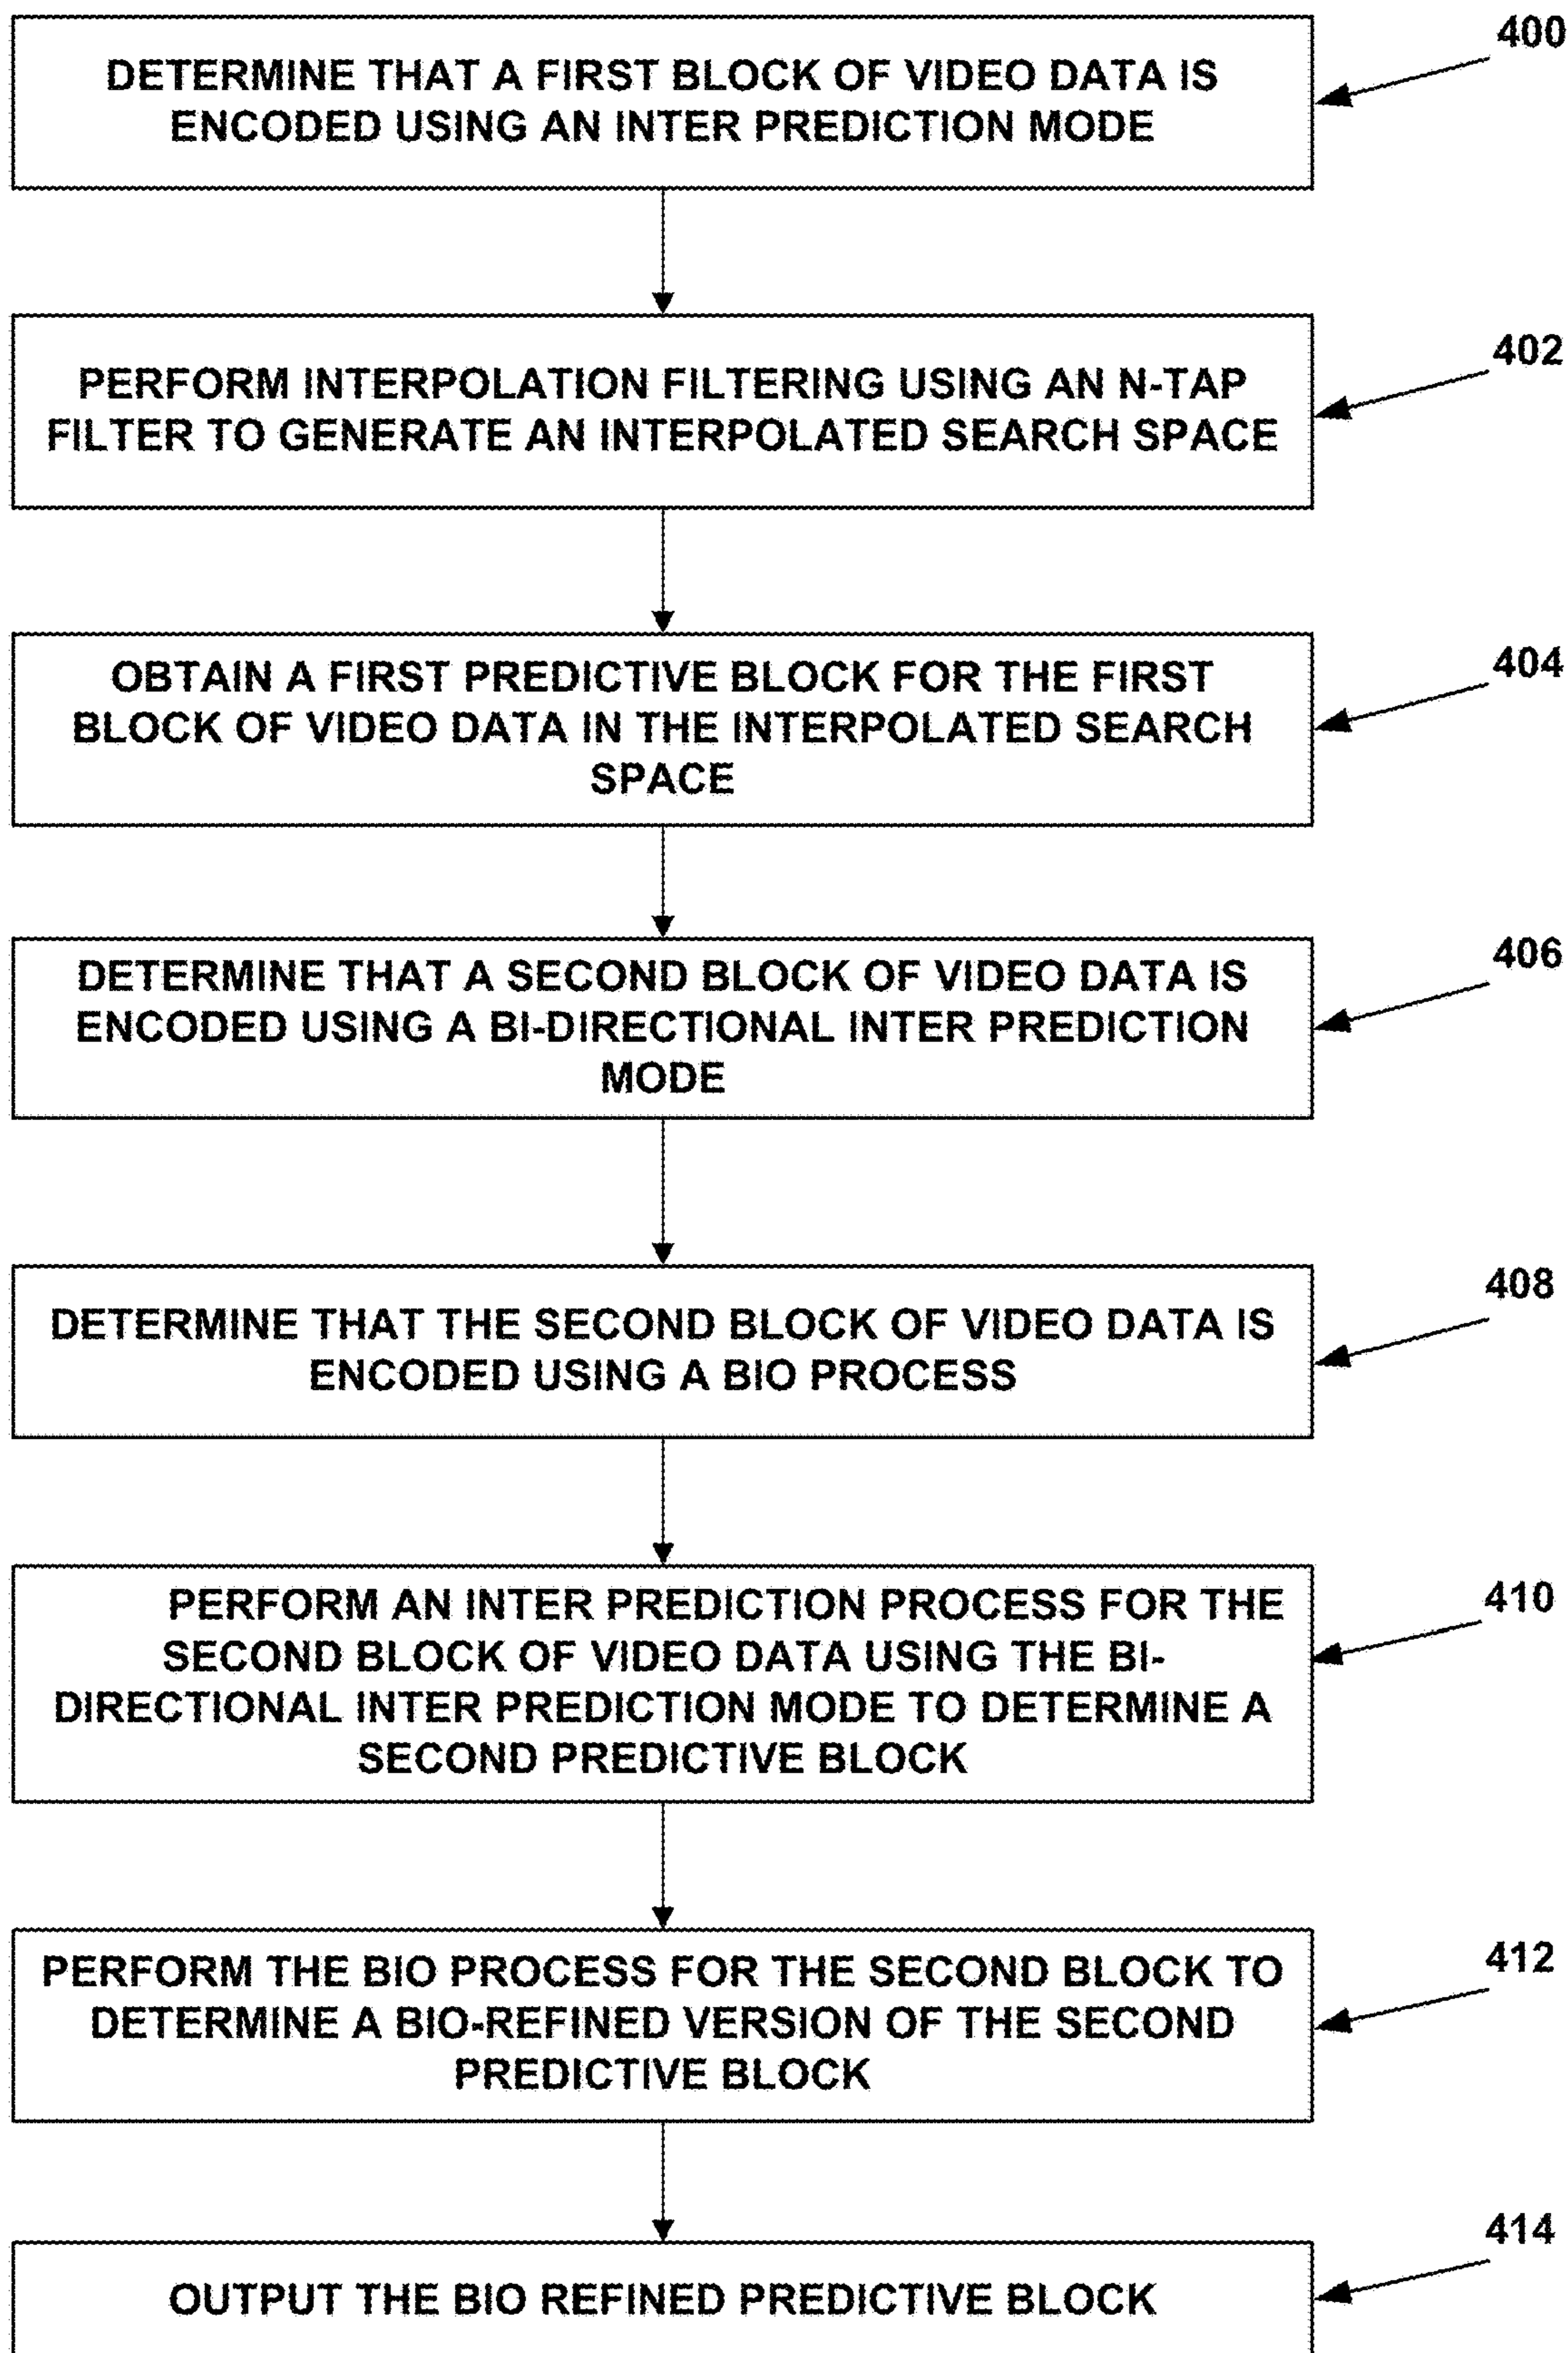 400
DETERMINE THAT A FIRST BLOCK OF VIDEO DATA IS
ENCODED USING AN INTER PREDICTION MODE
402
PERFORM INTERPOLATION FILTERING USING AN N-TAP
FILTER TO GENERATE AN INTERPOLATED SEARCH SPACE
404
OBTAIN A FIRST PREDICTIVE BLOCK FOR THE FIRST
BLOCK OF VIDEO DATA IN THE INTERPOLATED SEARCH
SPACE
406
DETERMINE THAT A SECOND BLOCK OF VIDEO DATA IS
ENCODED USING A BI-DIRECTIONAL INTER PREDICTION
MODE
408
DETERMINE THAT THE SECOND BLOCK OF VIDEO DATA IS
ENCODED USING A BIO PROCESS
410
PERFORM AN INTER PREDICTION PROCESS FOR THE
SECOND BLOCK OF VIDEO DATA USING THE BI-
DIRECTIONAL INTER PREDICTION MODE TO DETERMINE A
SECOND PREDICTIVE BLOCK
412
PERFORM THE BIO PROCESS FOR THE SECOND BLOCK TO
DETERMINE A BIO-REFINED VERSION OF THE SECOND
PREDICTIVE BLOCK
414
OUTPUT THE BIO REFINED PREDICTIVE BLOCK